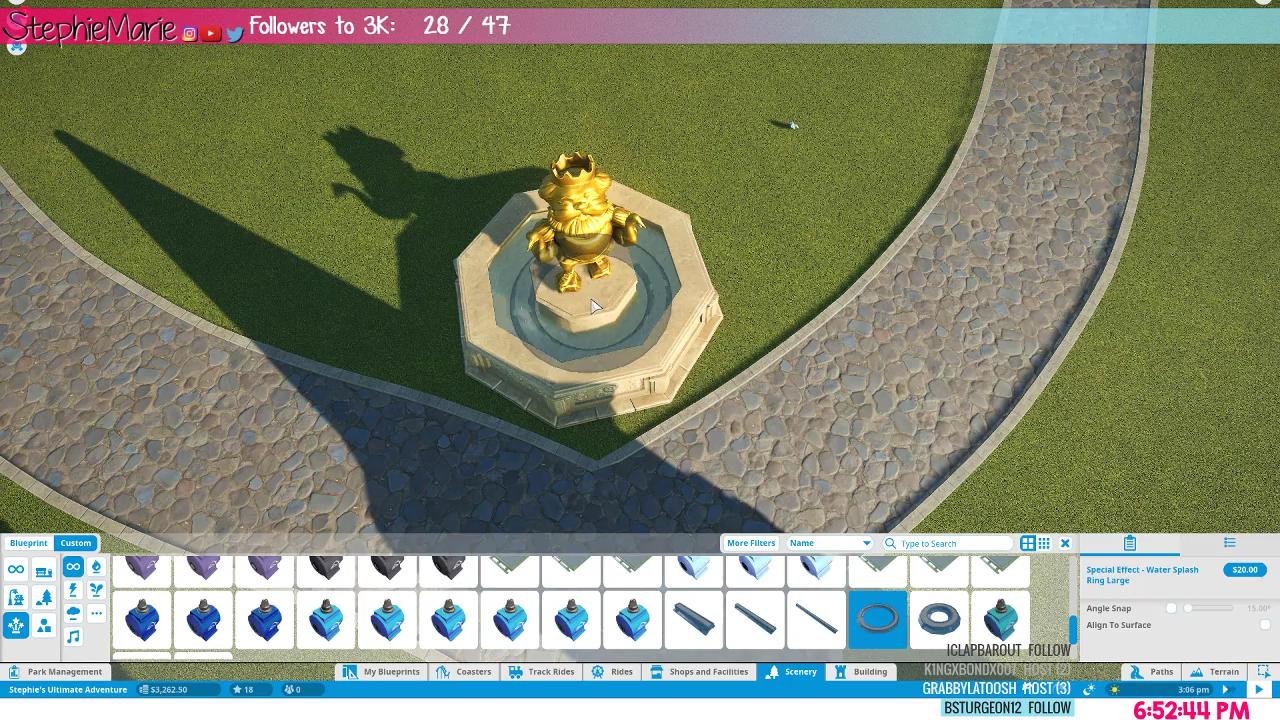 StephieMarie Followers to 3K: 28 / 47
Blueprint Custom
More Filters Name Type to Search
Special Effect - Water Splash
Ring Large
$20.00
Angle Snap 15.00°
Align To Surface
ICLAPBAROUT FOLLOW
KINGXBONDX001 HOST (2)
GRABBYLATOOSH HOST (3)
BSTURGEON12 FOLLOW
Park Management My Blueprints Coasters Track Rides Rides Shops and Facilities Scenery Building Paths Terrain
Stephie's Ultimate Adventure $3,262.50 18 0 3:06 pm
6:52:44 PM